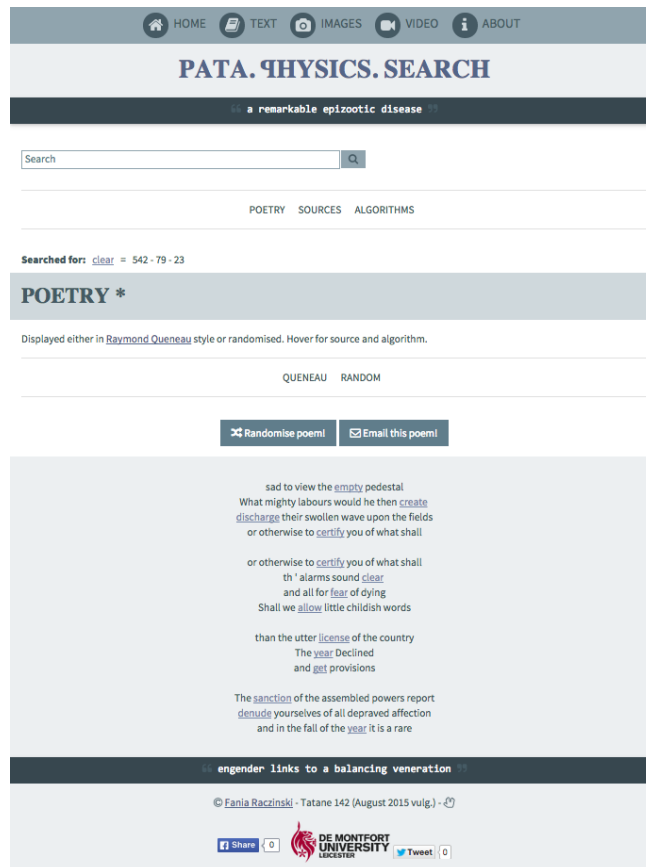 HOME TEXT IMAGES VIDEO ABOUT
PATA. ꟼHYSICS. SEARCH
“ a remarkable epizootic disease ”
Search
POETRY SOURCES ALGORITHMS
Searched for: clear = 542 - 79 - 23
POETRY *
Displayed either in Raymond Queneau style or randomised. Hover for source and algorithm.
QUENEAU RANDOM
Randomise poem! Email this poem!
sad to view the empty pedestal
What mighty labours would he then create
discharge their swollen wave upon the fields
or otherwise to certify you of what shall
or otherwise to certify you of what shall
th ' alarms sound clear
and all for fear of dying
Shall we allow little childish words
than the utter license of the country
The year Declined
and get provisions
The sanction of the assembled powers report
denude yourselves of all depraved affection
and in the fall of the year it is a rare
“ engender links to a balancing veneration ”
© Fania Raczinski - Tatane 142 (August 2015 vulg.) -
Share 0 DE MONTFORT UNIVERSITY LEICESTER Tweet 0